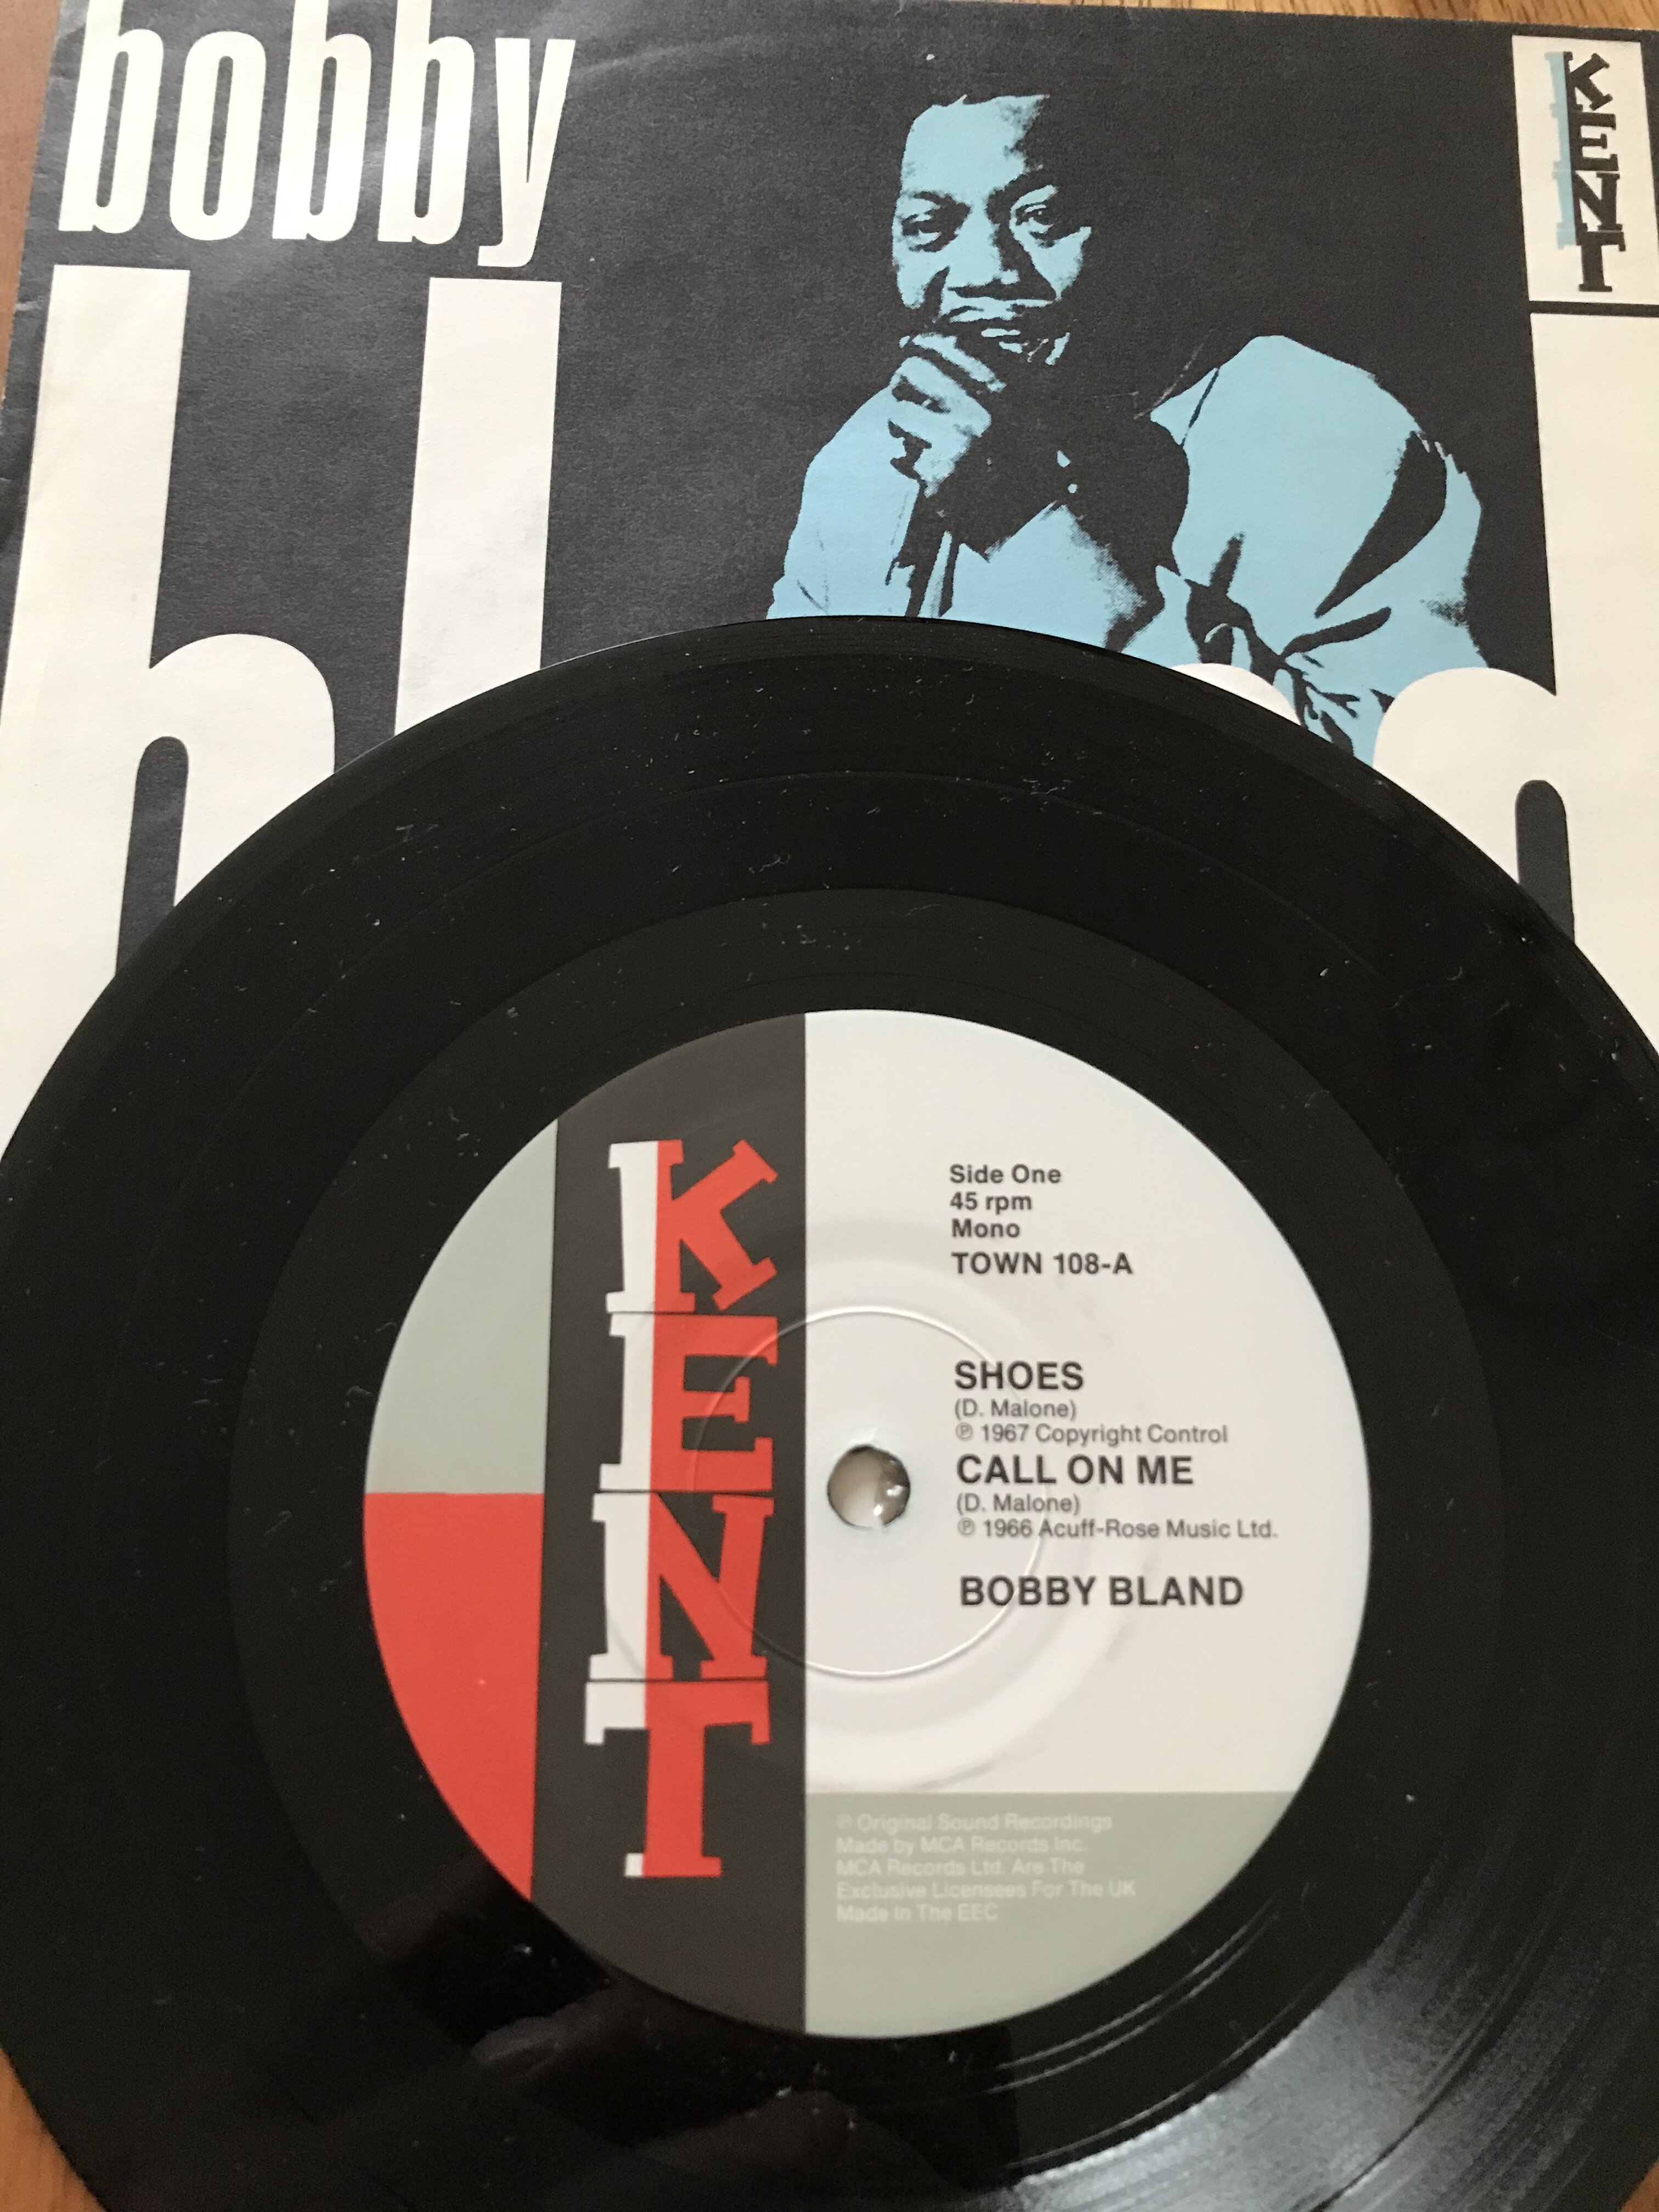 bobby
KENT
bland
KENT
Side One
45 rpm
Mono
TOWN 108-A
SHOES
(D. Malone)
℗ 1967 Copyright Control
CALL ON ME
(D. Malone)
℗ 1966 Acuff-Rose Music Ltd.
BOBBY BLAND
℗ Original Sound Recordings
Made by MCA Records Inc.
MCA Records Ltd. Are The
Exclusive Licensees For The UK
Made In The EEC